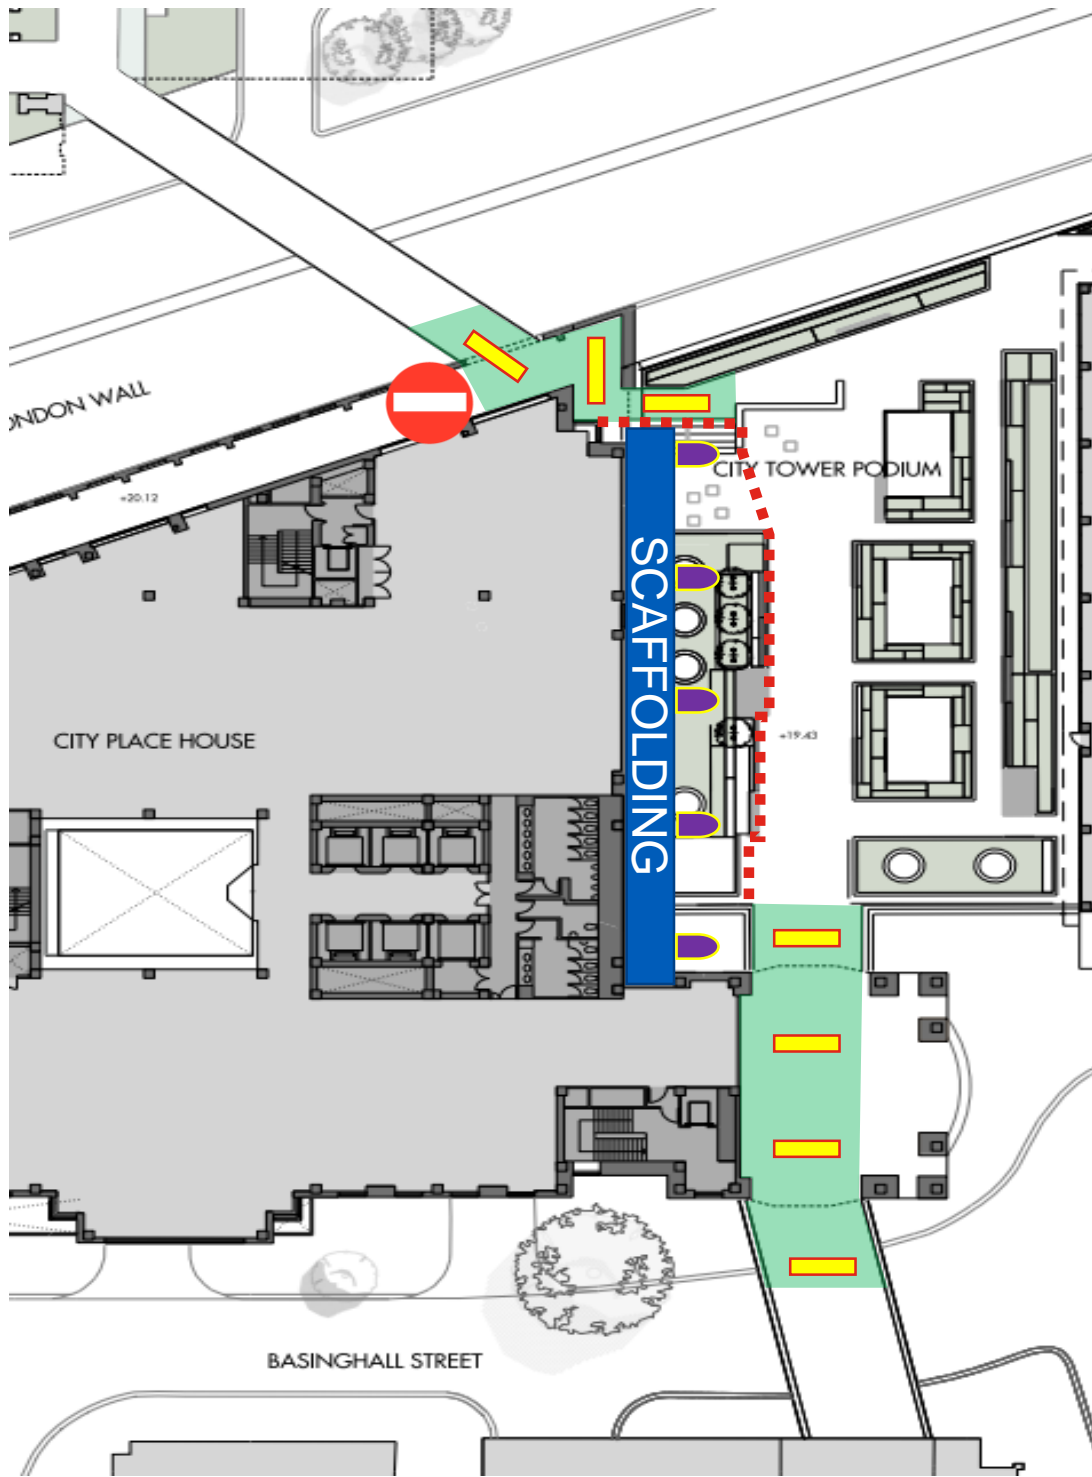 ONDON WALL
CITY TOWER PODIUM
+20.12
SCAFFOLDING
CITY PLACE HOUSE
+19.43
BASINGHALL STREET